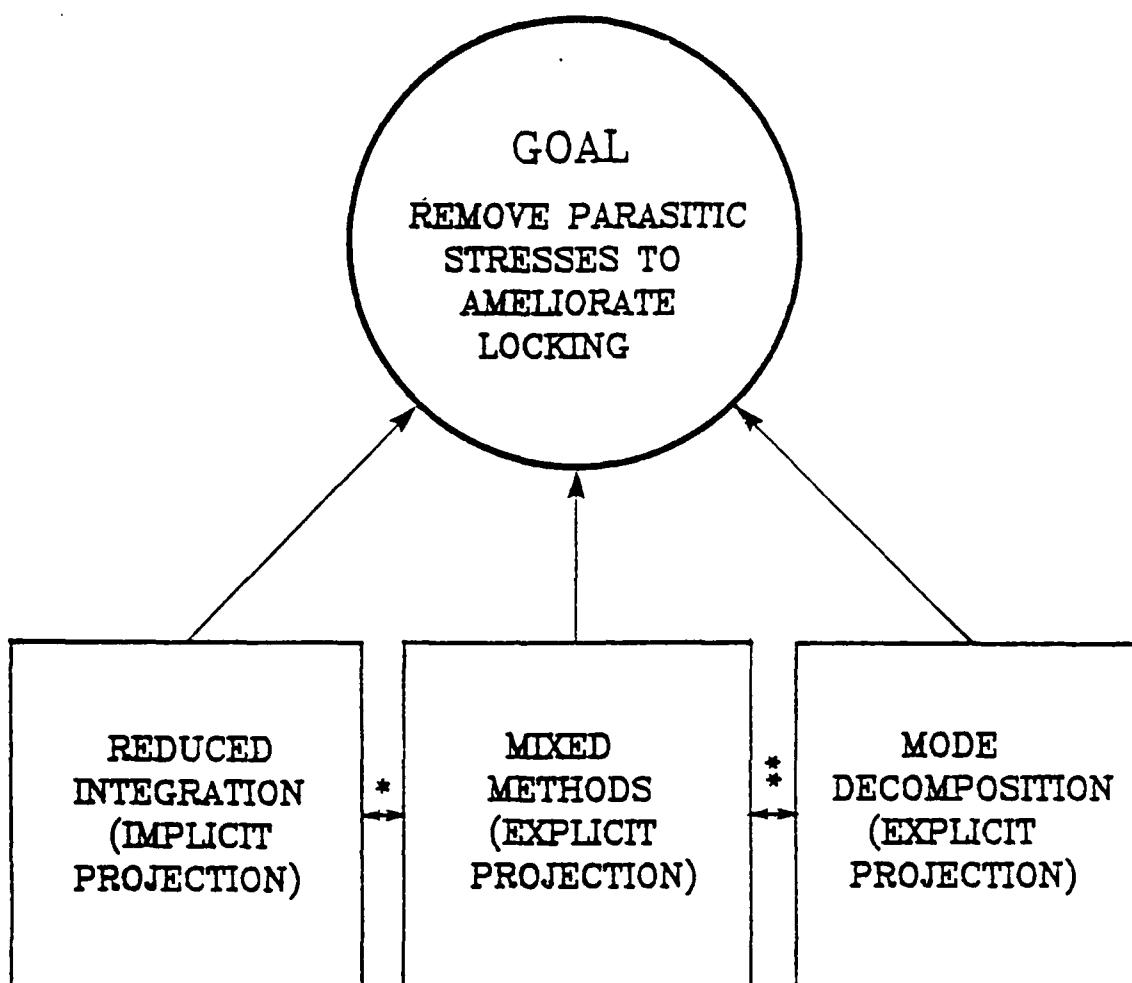 GOAL
REMOVE PARASITIC
STRESSES TO
AMELIORATE
LOCKING
REDUCED
INTEGRATION
(IMPLICIT
PROJECTION)
*
MIXED
METHODS
(EXPLICIT
PROJECTION)
**
MODE
DECOMPOSITION
(EXPLICIT
PROJECTION)